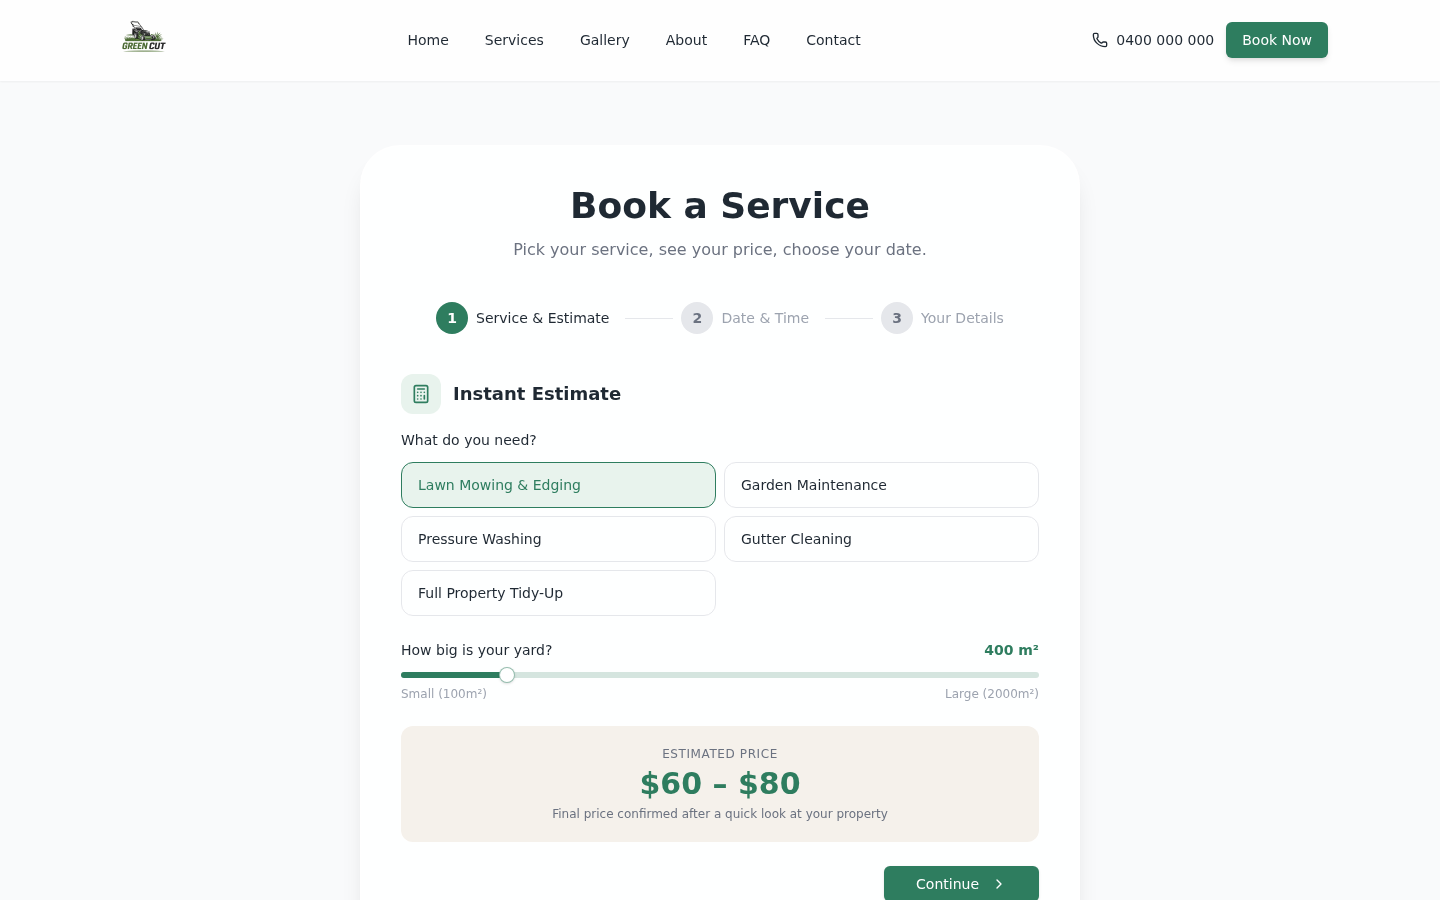 GREEN CUT
Home
Services
Gallery
About
FAQ
Contact
0400 000 000
Book Now
Book a Service
Pick your service, see your price, choose your date.
1 Service & Estimate
2 Date & Time
3 Your Details
Instant Estimate
What do you need?
Lawn Mowing & Edging
Garden Maintenance
Pressure Washing
Gutter Cleaning
Full Property Tidy-Up
How big is your yard?
400 m²
Small (100m²)
Large (2000m²)
ESTIMATED PRICE
$60 – $80
Final price confirmed after a quick look at your property
Continue